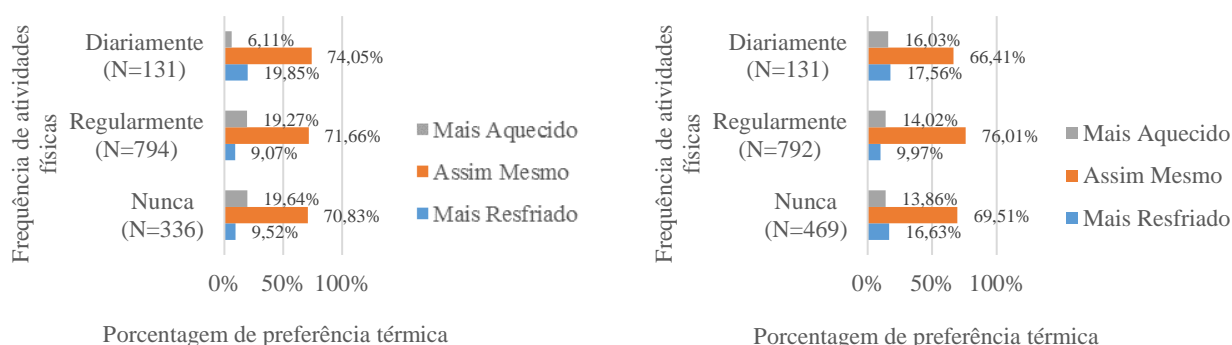 Frequência de atividades
físicas
Diariamente
(N=131)
6,11%
74,05%
19,85%
Regularmente
(N=794)
19,27%
71,66%
9,07%
Nunca
(N=336)
19,64%
70,83%
9,52%
0% 50% 100%
Porcentagem de preferência térmica
Mais Aquecido
Assim Mesmo
Mais Resfriado
Frequência de atividades
físicas
Diariamente
(N=131)
16,03%
66,41%
17,56%
Regularmente
(N=792)
14,02%
76,01%
9,97%
Nunca
(N=469)
13,86%
69,51%
16,63%
0% 50% 100%
Porcentagem de preferência térmica
Mais Aquecido
Assim Mesmo
Mais Resfriado